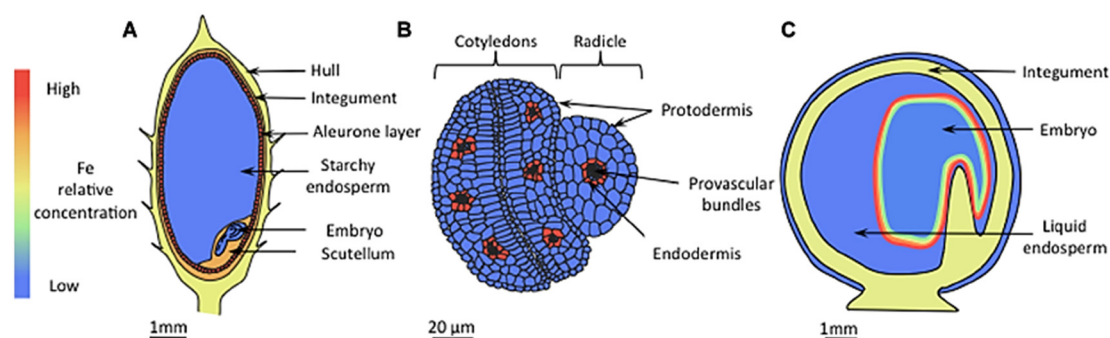 A
B
C
High
Fe
relative
concentration
Low
Hull
Integument
Aleurone layer
Starchy
endosperm
Embryo
Scutellum
1mm
Cotyledons
Radicle
Protodermis
Provascular
bundles
Endodermis
20 µm
Integument
Embryo
Liquid
endosperm
1mm